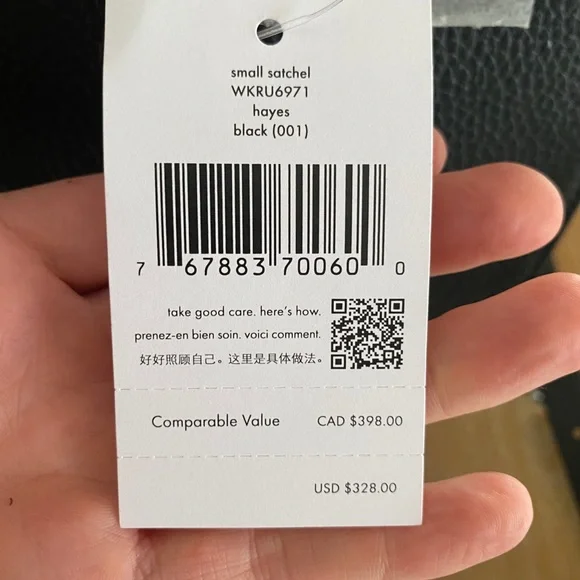 small satchel
WKRU6971
hayes
black (001)
7 67883 70060 0
take good care. here's how.
prenez-en bien soin. voici comment.
好好照顾自己。这里是具体做法。
Comparable Value CAD $398.00
USD $328.00